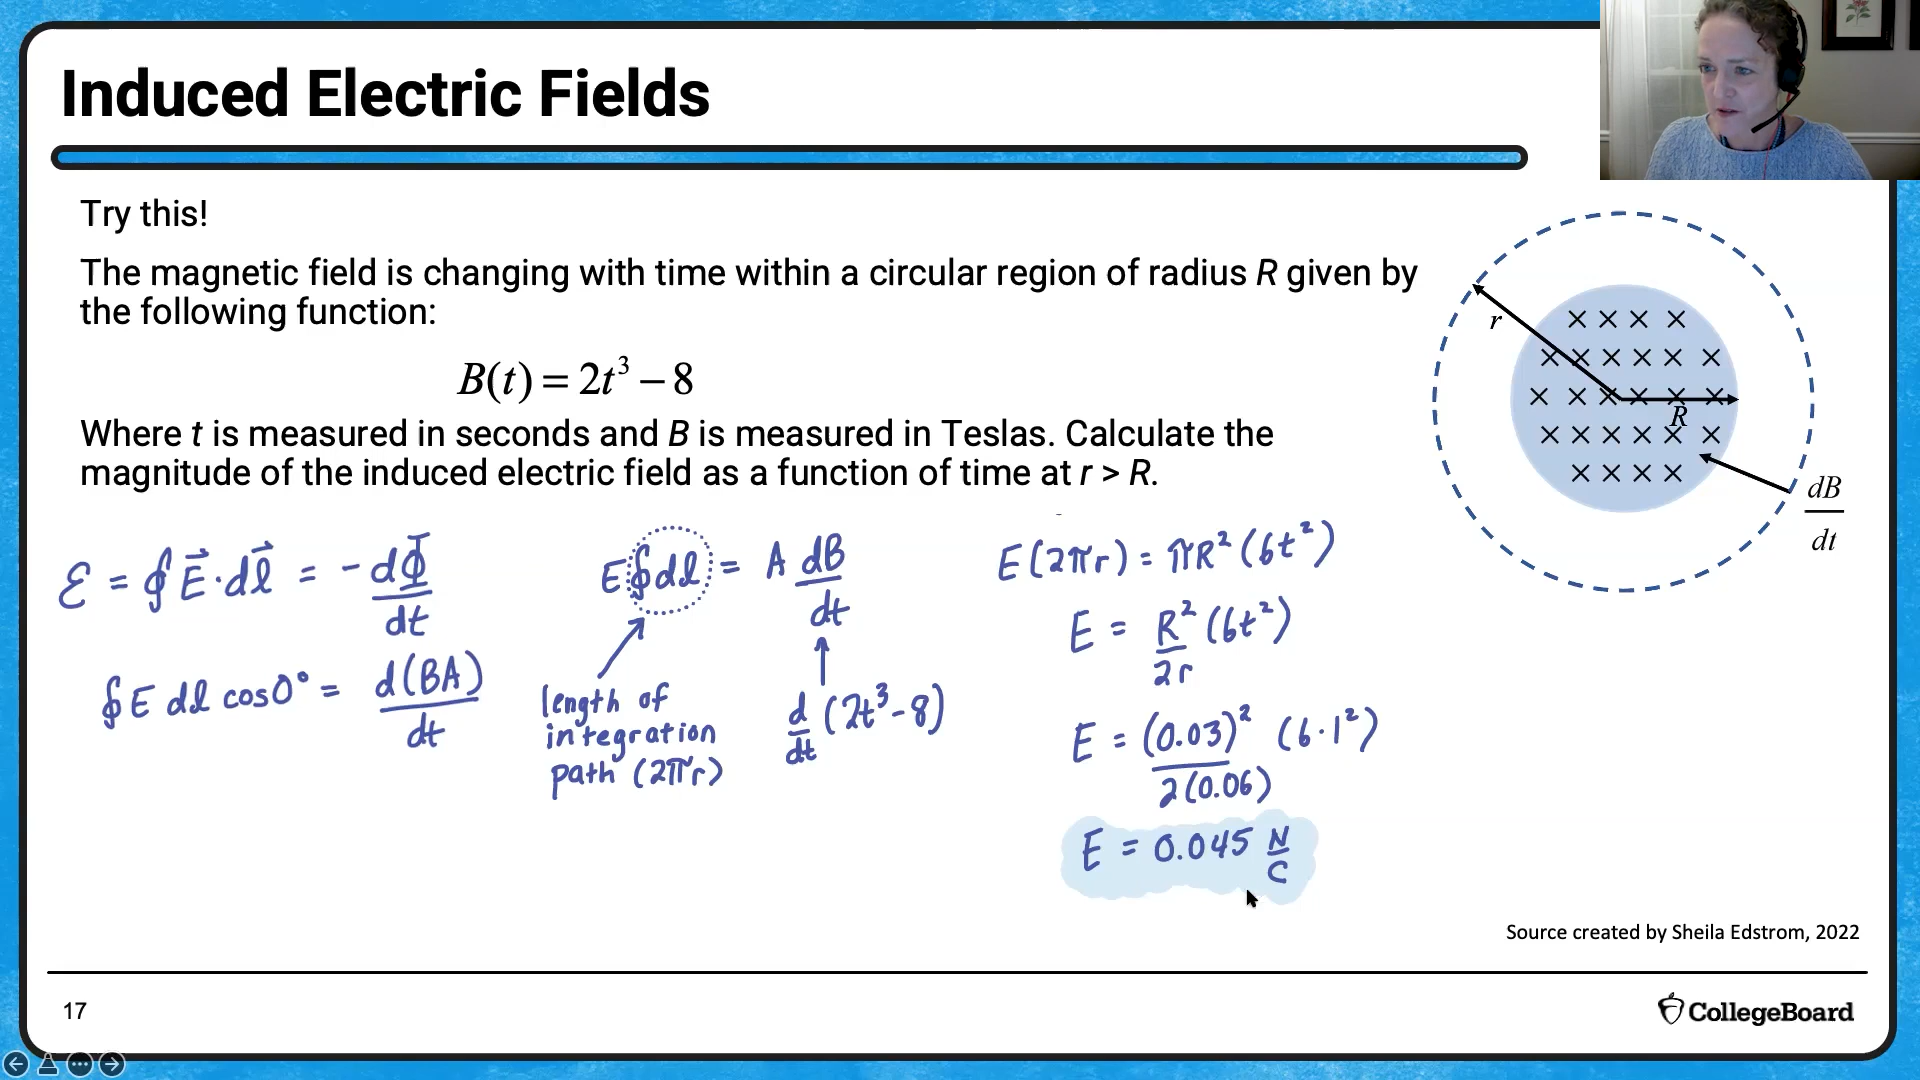 Induced Electric Fields
Try this!
The magnetic field is changing with time within a circular region of radius R given by
the following function:
B(t) = 2t³ − 8
Where t is measured in seconds and B is measured in Teslas. Calculate the
magnitude of the induced electric field as a function of time at r > R.
ℰ = ∮ E⃗ · dl⃗ = - dΦ/dt
∮ E dl cos0° = d(BA)/dt
E ∮ dl = A dB/dt
length of
integration
path (2πr)
d/dt (2t³-8)
E(2πr) = πR²(6t²)
E = R²/2r (6t²)
E = (0.03)²/2(0.06) (6·1²)
E = 0.045 N/C
r
× × × ×
× × × × × ×
× × × × × × ×
R
× × × × × ×
× × × ×
dB/dt
Source created by Sheila Edstrom, 2022
17
CollegeBoard